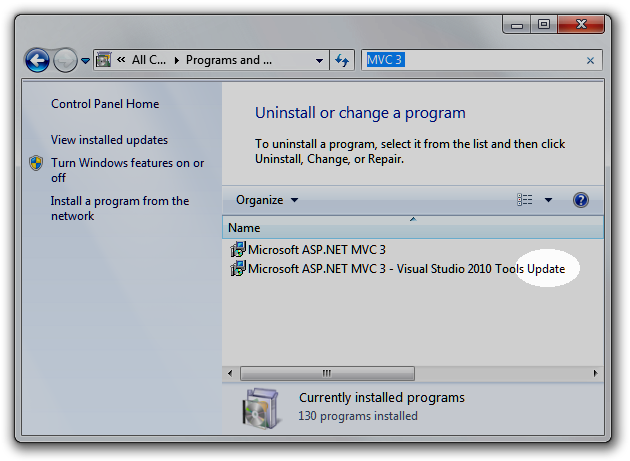 « All C... ▸ Programs and ...
MVC 3
Control Panel Home
View installed updates
Turn Windows features on or
off
Install a program from the
network
Uninstall or change a program
To uninstall a program, select it from the list and then click
Uninstall, Change, or Repair.
Organize
Name
Microsoft ASP.NET MVC 3
Microsoft ASP.NET MVC 3 - Visual Studio 2010 Tools Update
Currently installed programs
130 programs installed